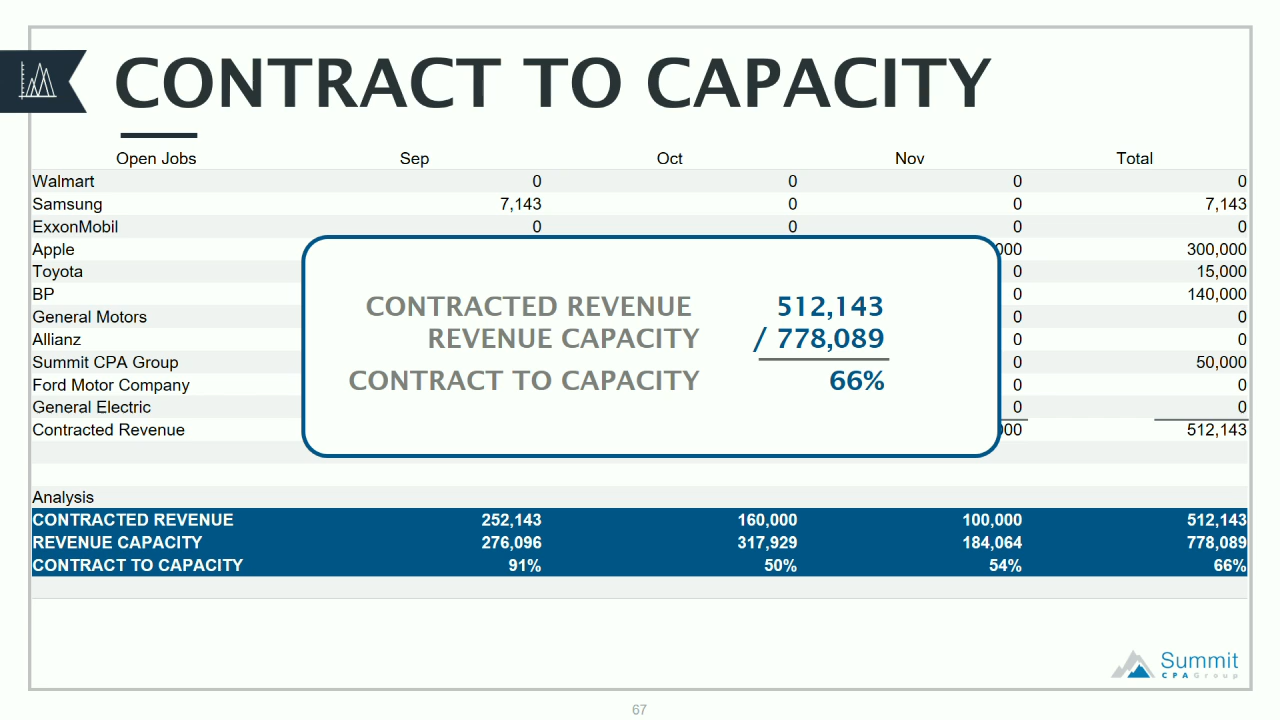 CONTRACT TO CAPACITY
Open Jobs Sep Oct Nov Total
Walmart 0 0 0 0
Samsung 7,143 0 0 7,143
ExxonMobil 0 0 0 0
Apple 000 300,000
Toyota 0 15,000
BP 0 140,000
General Motors 0 0
Allianz 0 0
Summit CPA Group 0 50,000
Ford Motor Company 0 0
General Electric 0 0
Contracted Revenue 000 512,143
CONTRACTED REVENUE 512,143
REVENUE CAPACITY / 778,089
CONTRACT TO CAPACITY 66%
Analysis
CONTRACTED REVENUE 252,143 160,000 100,000 512,143
REVENUE CAPACITY 276,096 317,929 184,064 778,089
CONTRACT TO CAPACITY 91% 50% 54% 66%
Summit
CPA Group
67